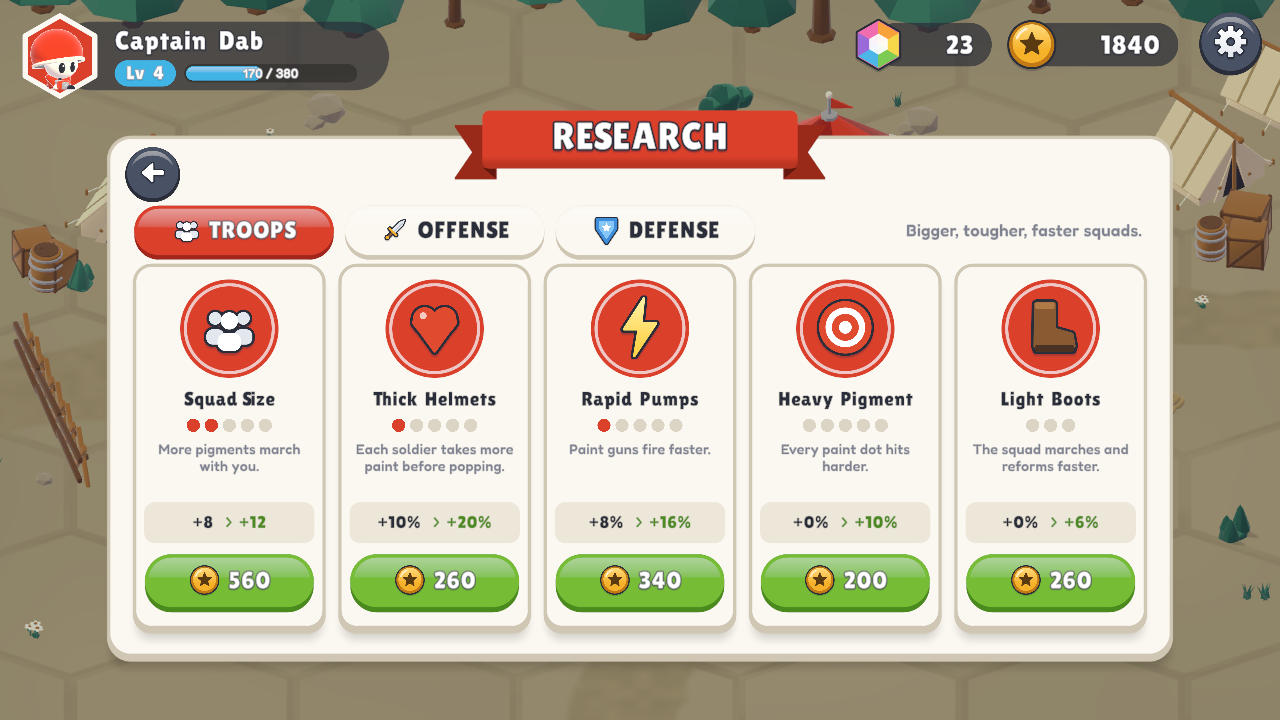 Captain Dab
Lv 4
170 / 380
23
1840
RESEARCH
TROOPS
OFFENSE
DEFENSE
Bigger, tougher, faster squads.
Squad Size
More pigments march
with you.
+8 > +12
560
Thick Helmets
Each soldier takes more
paint before popping.
+10% > +20%
260
Rapid Pumps
Paint guns fire faster.
+8% > +16%
340
Heavy Pigment
Every paint dot hits
harder.
+0% > +10%
200
Light Boots
The squad marches and
reforms faster.
+0% > +6%
260